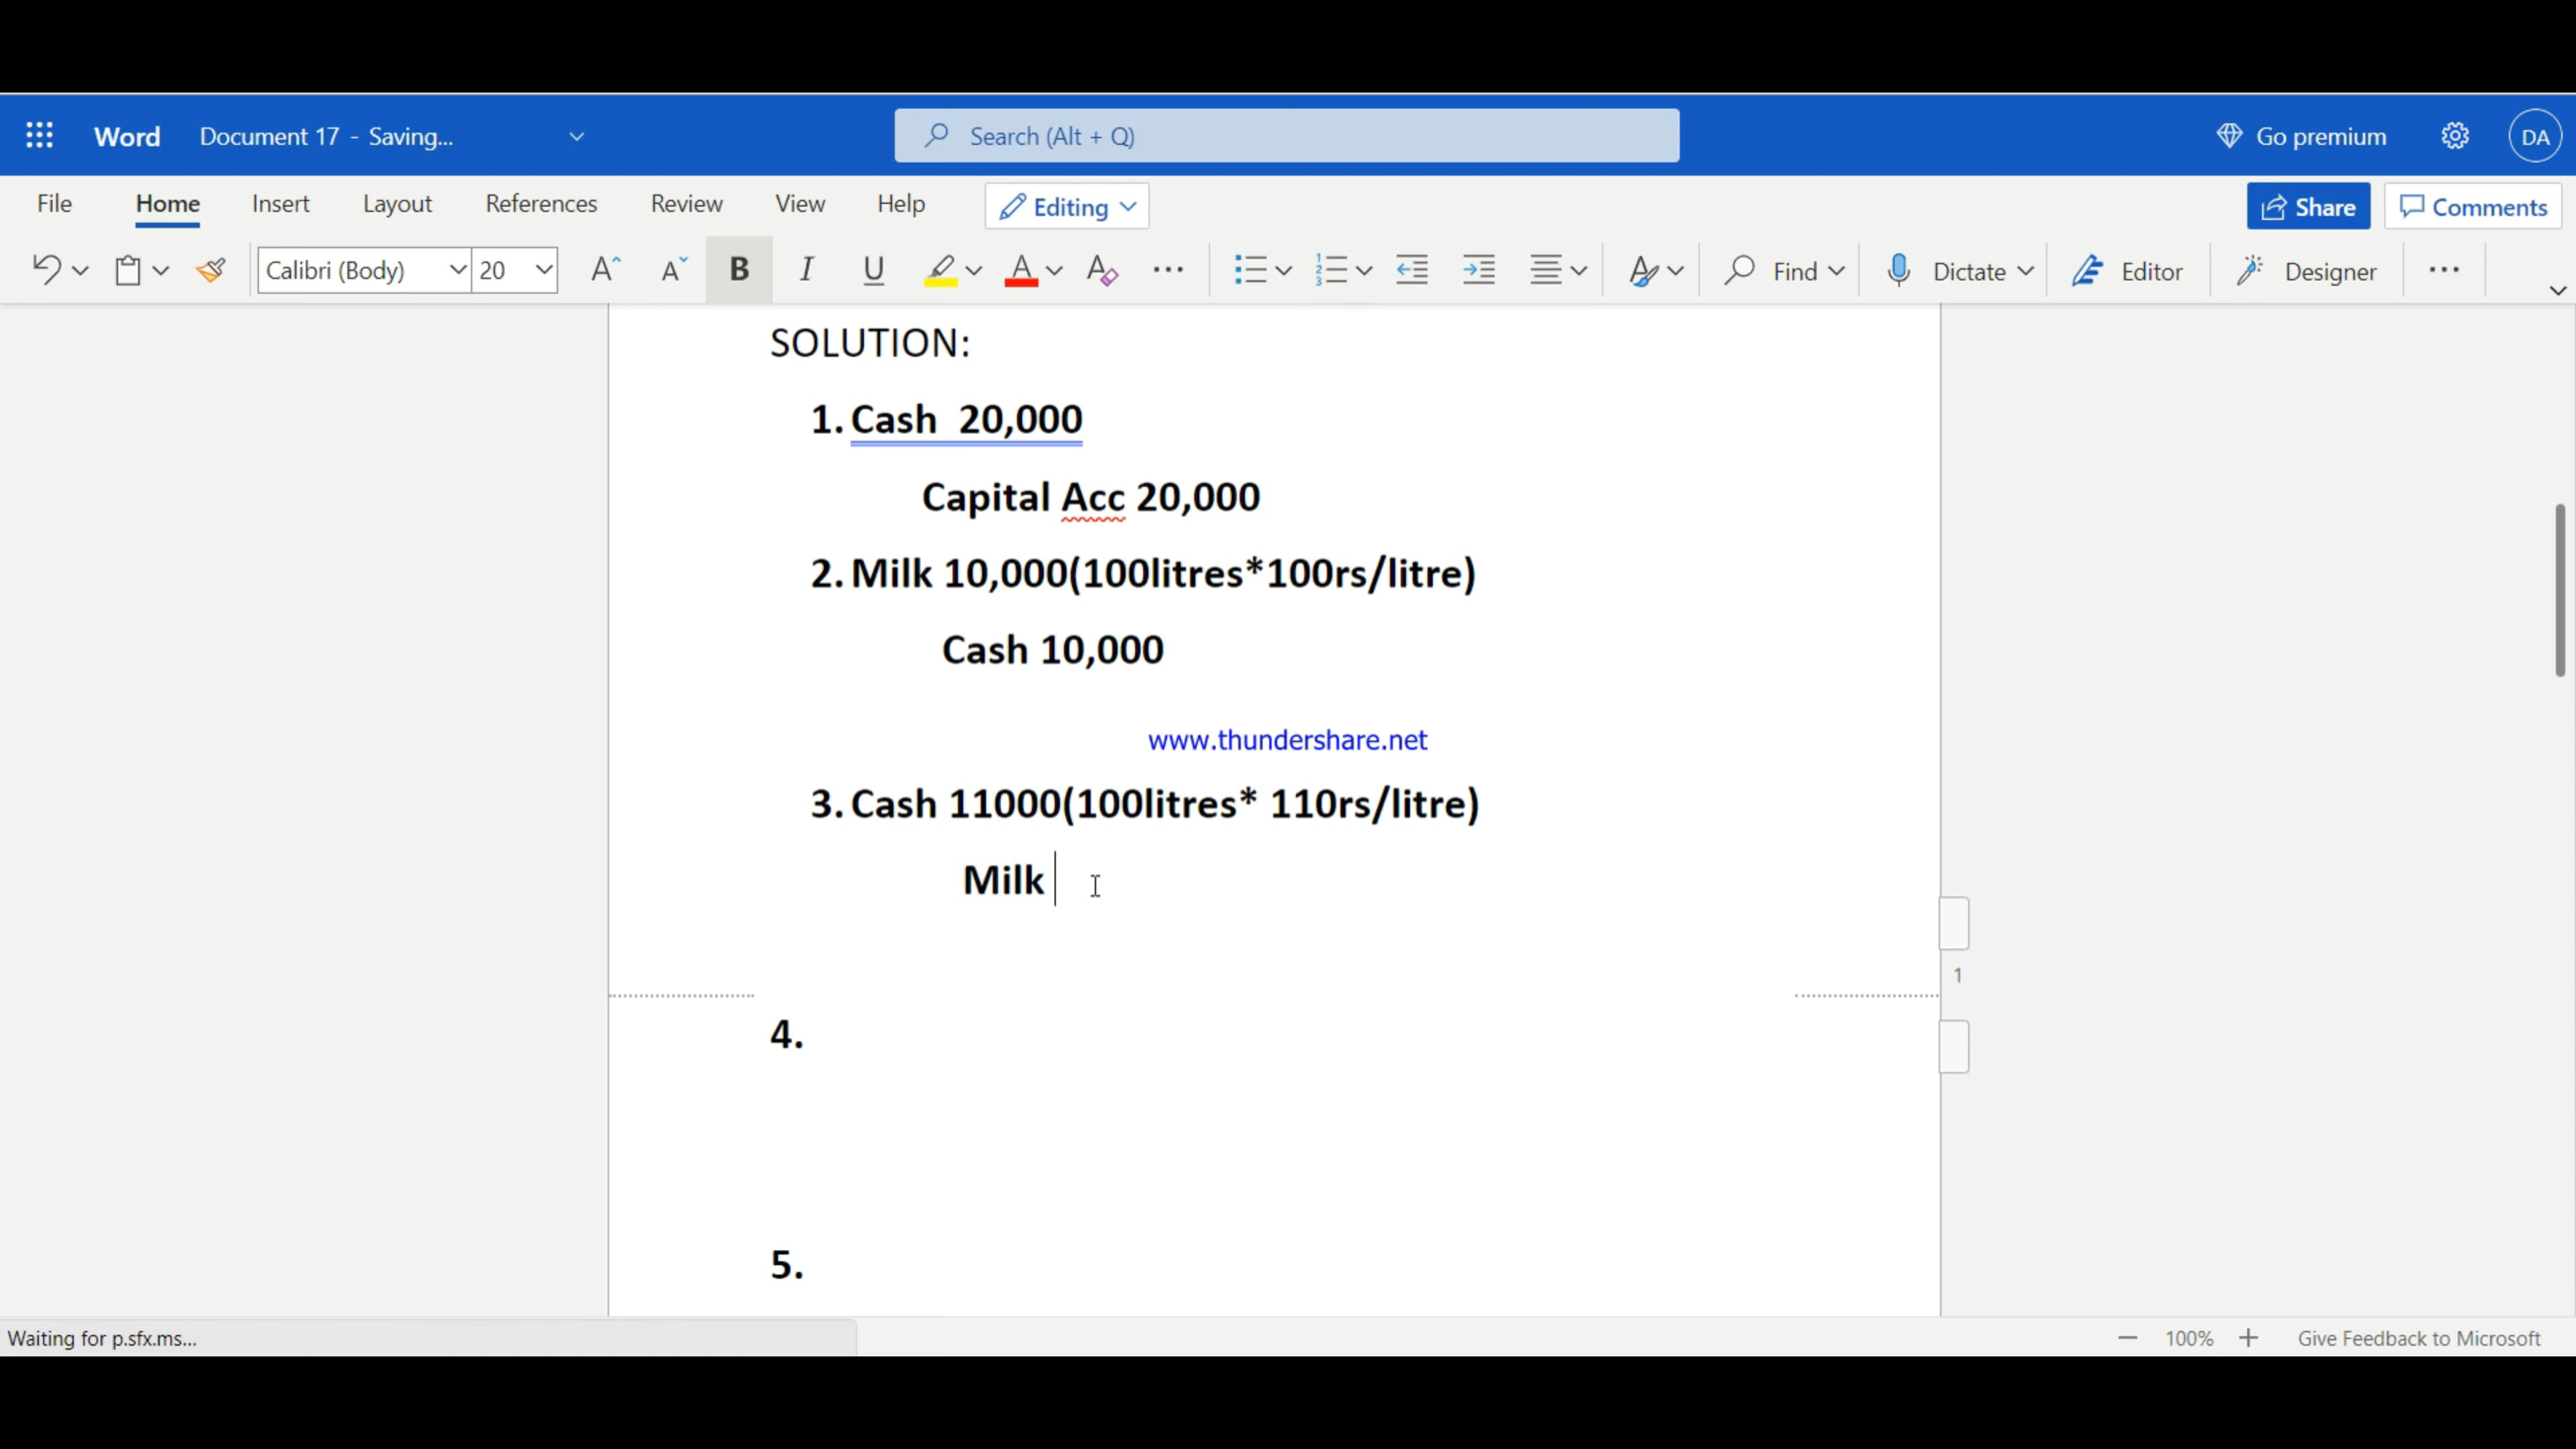 Word Document 17 - Saving... Search (Alt + Q) Go premium DA
File Home Insert Layout References Review View Help Editing Share Comments
Calibri (Body) 20 A A B I U A A ... 1 2 3 A Find Dictate Editor Designer ...
SOLUTION:
1. Cash  20,000
Capital Acc 20,000
2. Milk 10,000(100litres*100rs/litre)
Cash 10,000
www.thundershare.net
3. Cash 11000(100litres* 110rs/litre)
Milk
1
4.
5.
Waiting for p.sfx.ms... 100% Give Feedback to Microsoft